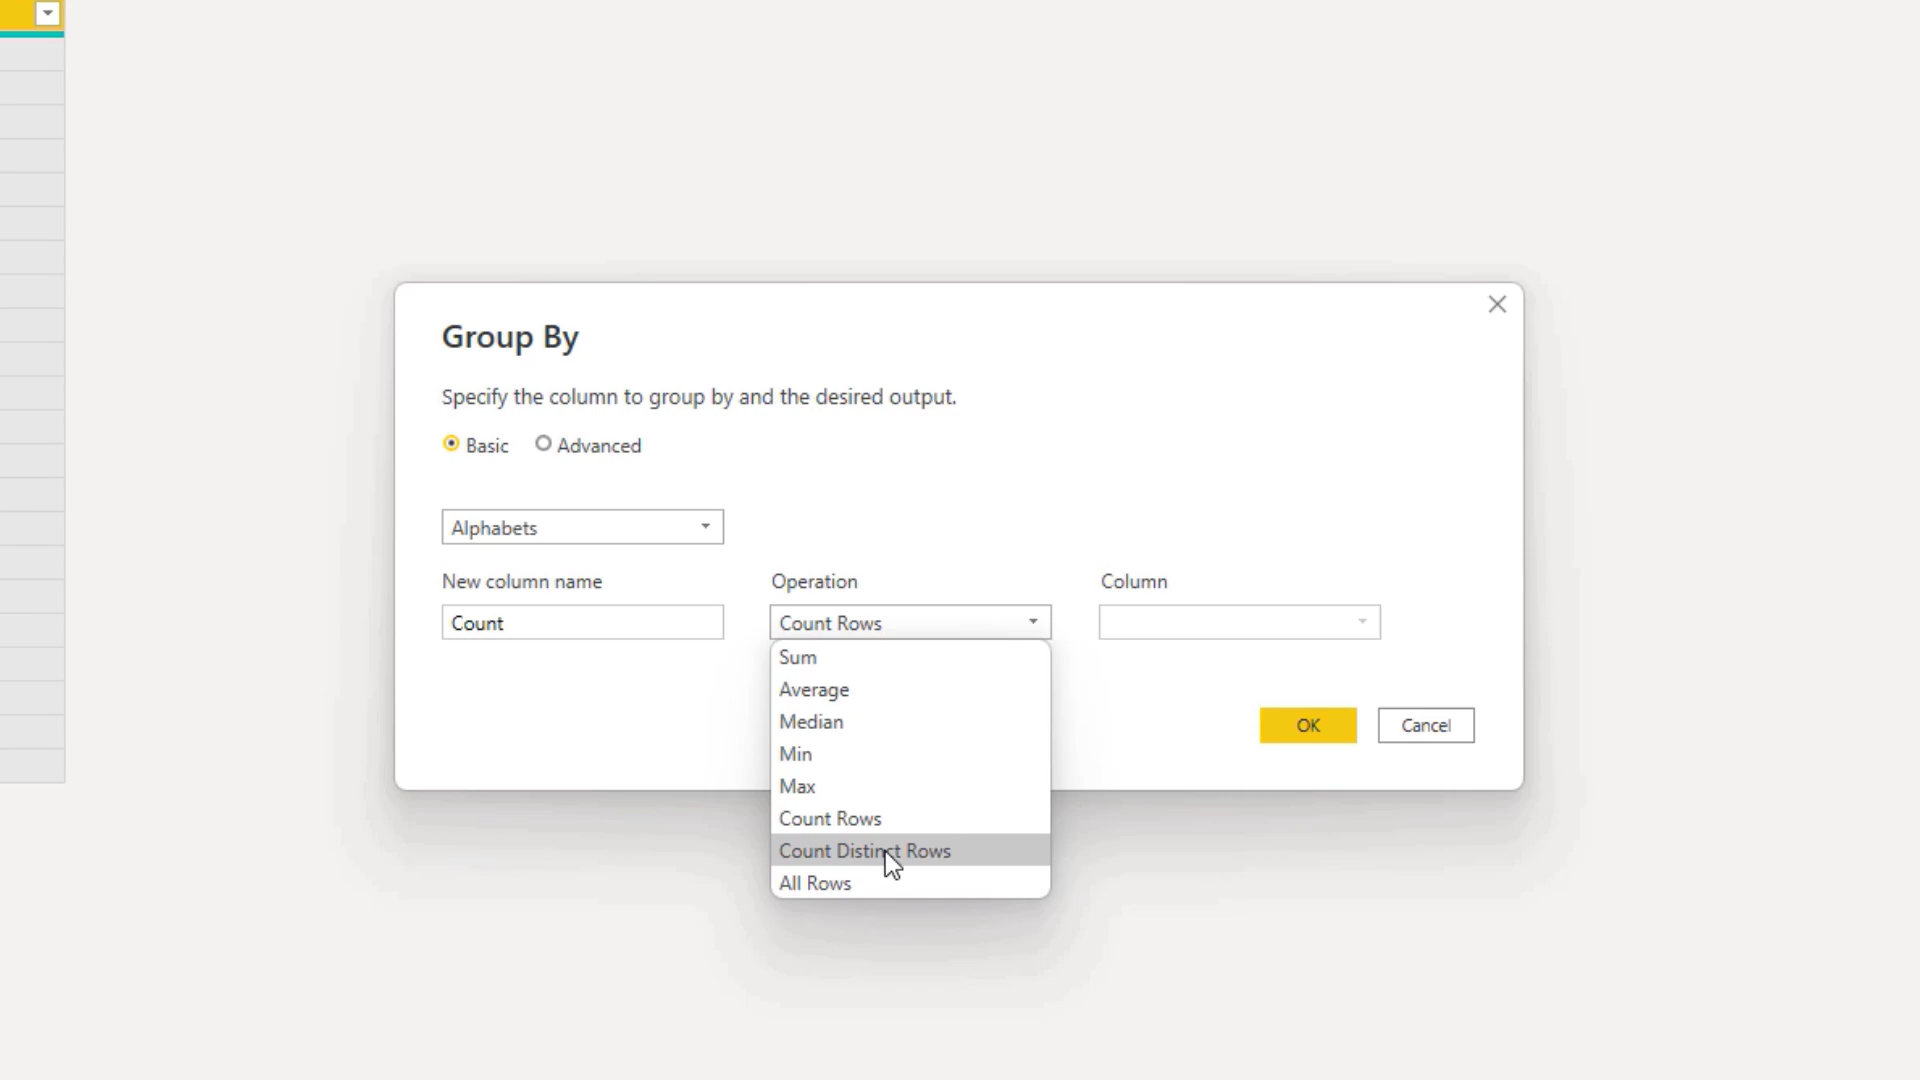 Group By
Specify the column to group by and the desired output.
Basic Advanced
Alphabets
New column name Operation Column
Count Count Rows
Sum
Average
Median
Min
Max
Count Rows
Count Distinct Rows
All Rows
OK Cancel